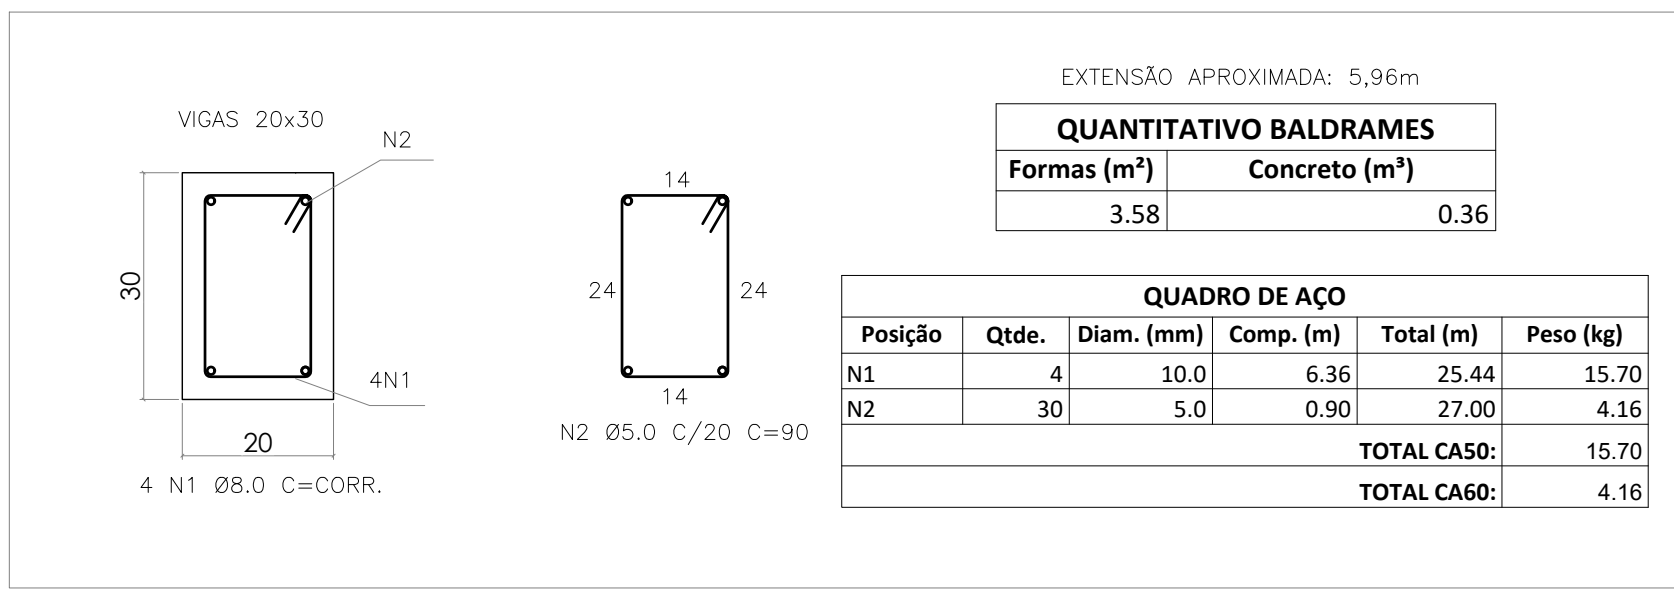 VIGAS 20x30
N2
30
4N1
20
4 N1 Ø8.0 C=CORR.
14
24
24
14
N2 Ø5.0 C/20 C=90
EXTENSÃO APROXIMADA: 5,96m
QUANTITATIVO BALDRAMES
Formas (m²) Concreto (m³)
3.58 0.36
QUADRO DE AÇO
Posição Qtde. Diam. (mm) Comp. (m) Total (m) Peso (kg)
N1 4 10.0 6.36 25.44 15.70
N2 30 5.0 0.90 27.00 4.16
TOTAL CA50: 15.70
TOTAL CA60: 4.16